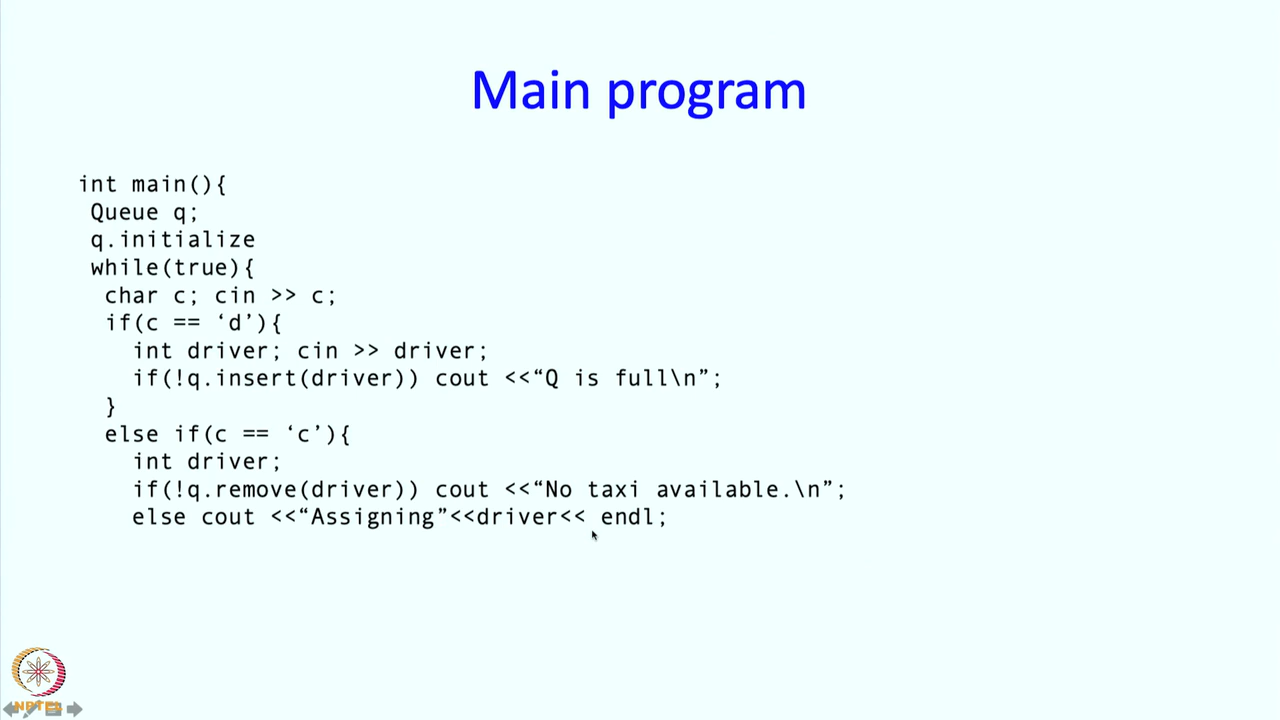 Main program
int main(){
Queue q;
q.initialize
while(true){
char c; cin >> c;
if(c == ‘d’){
int driver; cin >> driver;
if(!q.insert(driver)) cout <<“Q is full\n”;
}
else if(c == ‘c’){
int driver;
if(!q.remove(driver)) cout <<“No taxi available.\n”;
else cout <<“Assigning”<<driver<< endl;
NPTEL